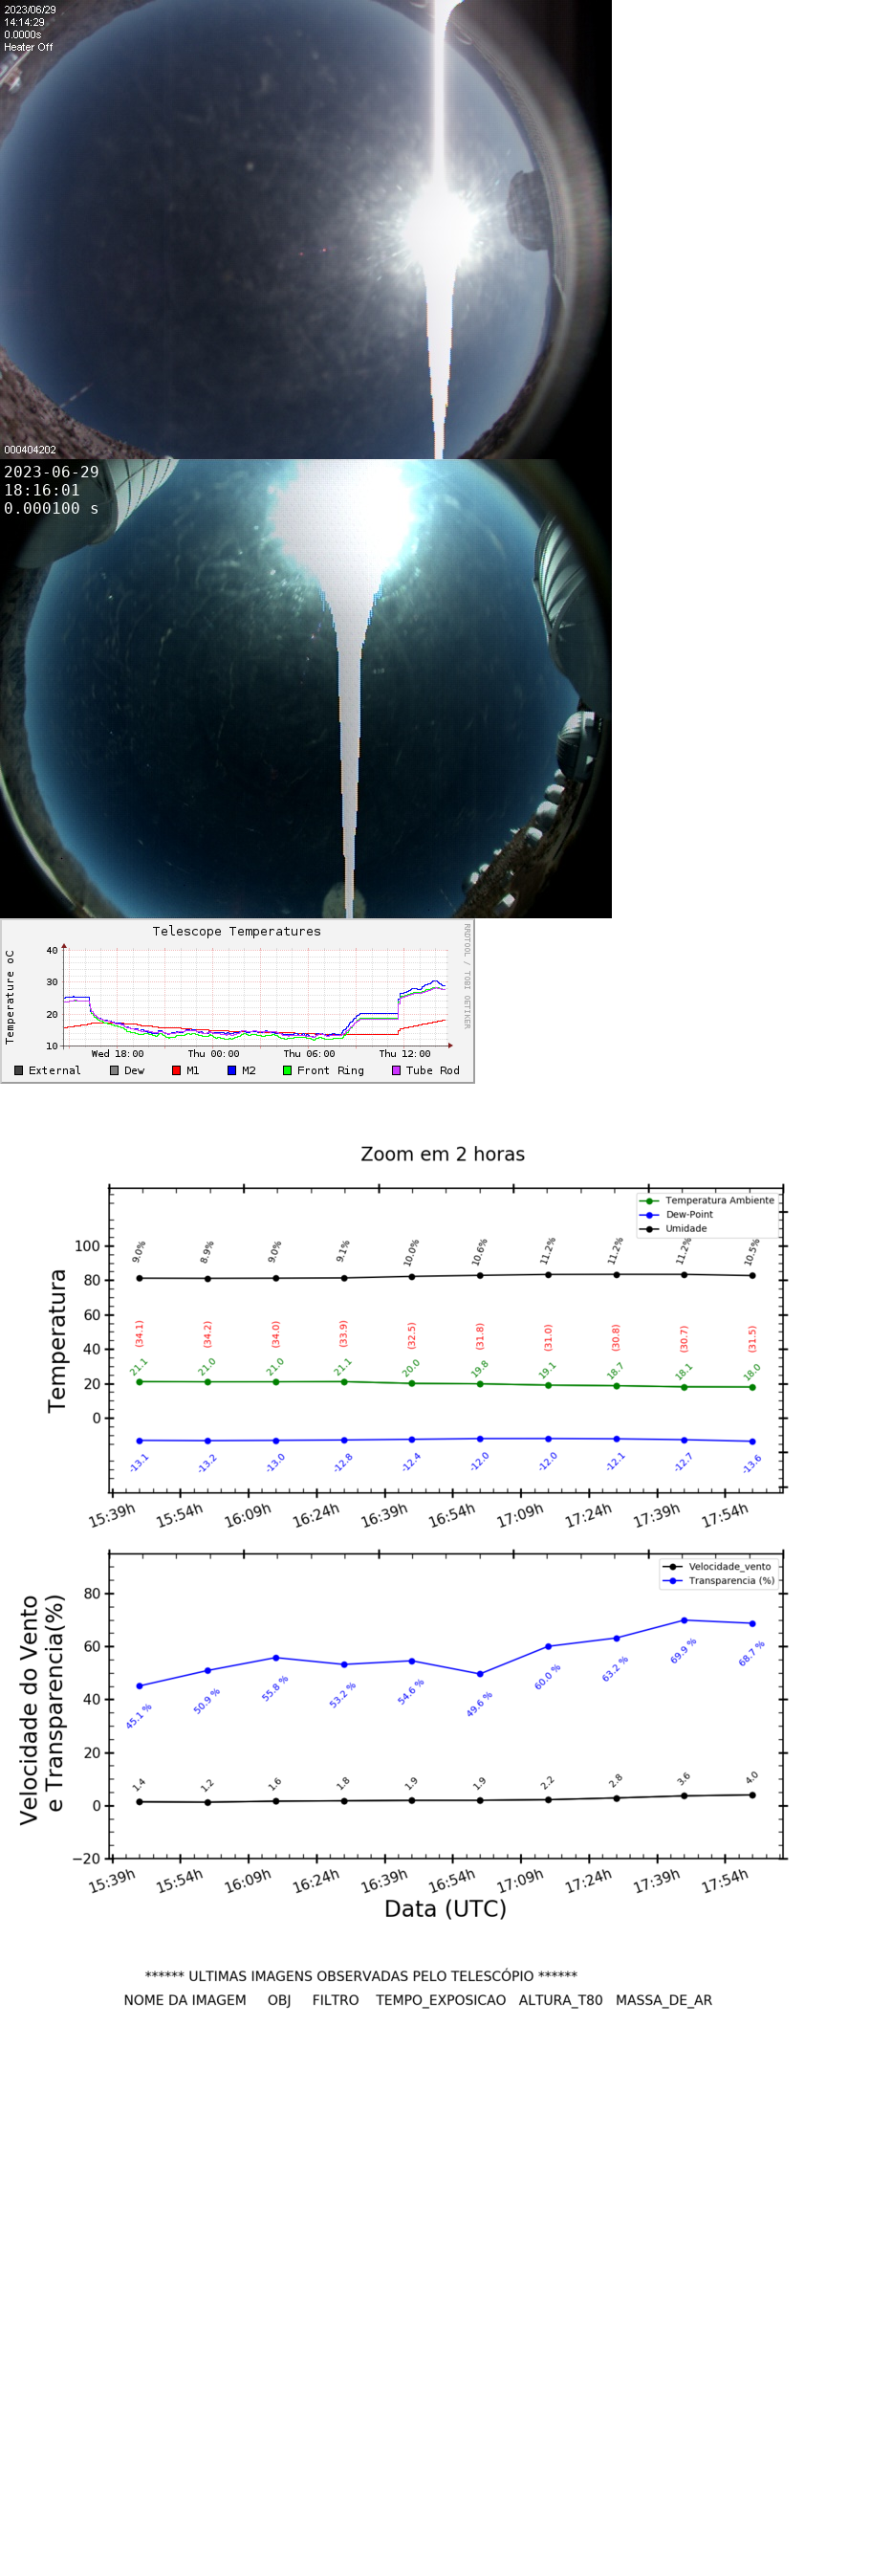 2023/06/29
14:14:29
0.0000s
Heater Off
000404202
2023-06-29
18:16:01
0.000100 s
Telescope Temperatures
RRDTOOL / TOBI OETIKER
Temperature oC
40
30
20
10
Wed 18:00 Thu 00:00 Thu 06:00 Thu 12:00
External Dew M1 M2 Front Ring Tube Rod
Zoom em 2 horas
Temperatura Ambiente
Dew-Point
Umidade
Temperatura
100
80
60
40
20
0
9.0% 8.9% 9.0% 9.1% 10.0% 10.6% 11.2% 11.2% 11.2% 10.5%
(34.1) (34.2) (34.0) (33.9) (32.5) (31.8) (31.0) (30.8) (30.7) (31.5)
21.1 21.0 21.0 21.1 20.0 19.8 19.1 18.7 18.1 18.0
-13.1 -13.2 -13.0 -12.8 -12.4 -12.0 -12.0 -12.1 -12.7 -13.6
15:39h 15:54h 16:09h 16:24h 16:39h 16:54h 17:09h 17:24h 17:39h 17:54h
Velocidade_vento
Transparencia (%)
Velocidade do Vento
e Transparencia(%)
80
60
40
20
0
−20
45.1 % 50.9 % 55.8 % 53.2 % 54.6 % 49.6 % 60.0 % 63.2 % 69.9 % 68.7 %
1.4 1.2 1.6 1.8 1.9 1.9 2.2 2.8 3.6 4.0
15:39h 15:54h 16:09h 16:24h 16:39h 16:54h 17:09h 17:24h 17:39h 17:54h
Data (UTC)
****** ULTIMAS IMAGENS OBSERVADAS PELO TELESCÓPIO ******
NOME DA IMAGEM OBJ FILTRO TEMPO_EXPOSICAO ALTURA_T80 MASSA_DE_AR